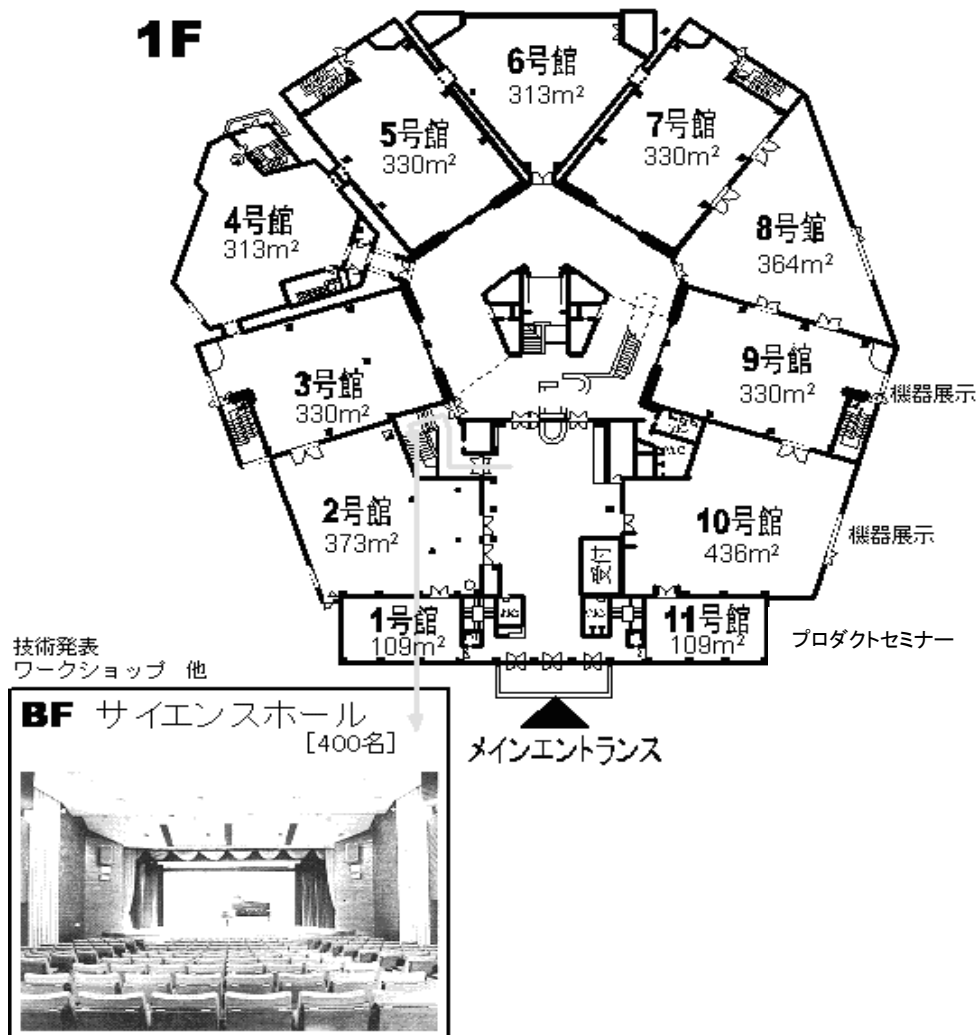 1F
6号館
313m²
5号館
330m²
7号館
330m²
4号館
313m²
8号館
364m²
3号館
330m²
9号館
330m²
機器展示
2号館
373m²
10号館
436m²
機器展示
受付
1号館
109m²
11号館
109m²
プロダクトセミナー
メインエントランス
技術発表
ワークショップ 他
BF サイエンスホール
[400名]